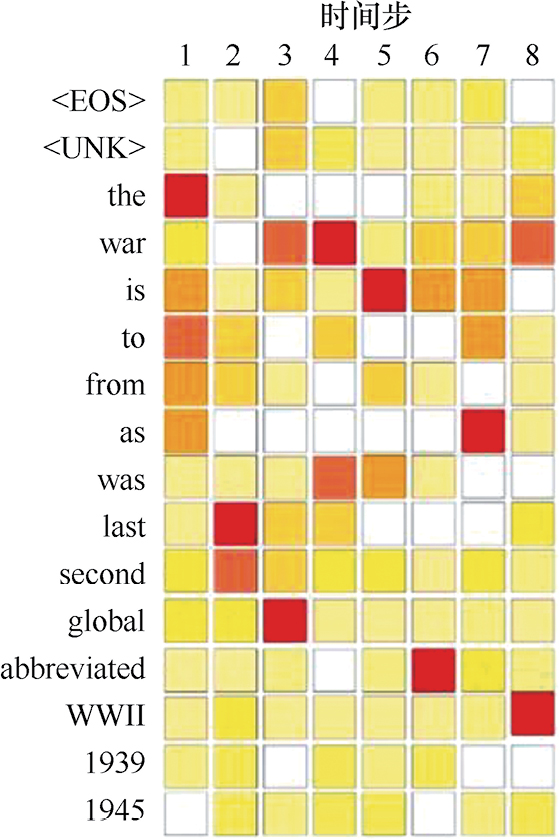 时间步
1 2 3 4 5 6 7 8
<EOS>
<UNK>
the
war
is
to
from
as
was
last
second
global
abbreviated
WWII
1939
1945